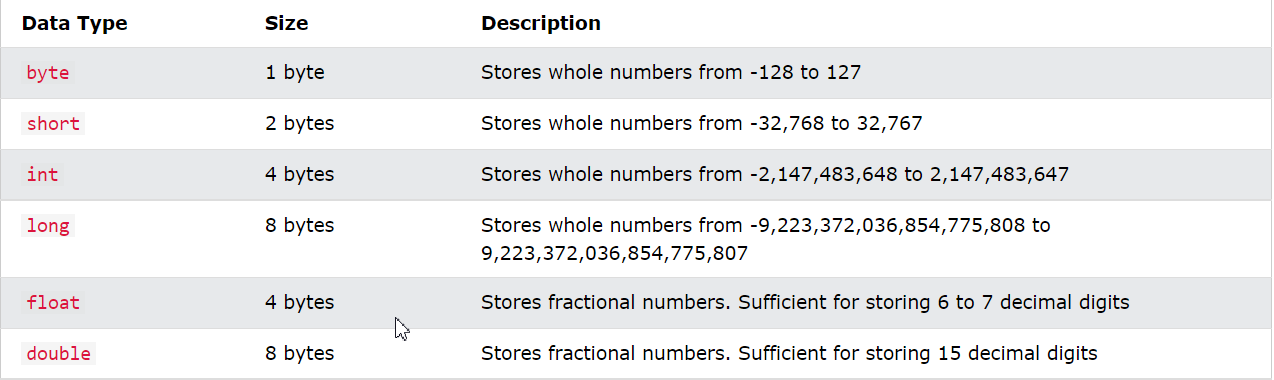 Data Type Size Description
byte 1 byte Stores whole numbers from -128 to 127
short 2 bytes Stores whole numbers from -32,768 to 32,767
int 4 bytes Stores whole numbers from -2,147,483,648 to 2,147,483,647
long 8 bytes Stores whole numbers from -9,223,372,036,854,775,808 to
9,223,372,036,854,775,807
float 4 bytes Stores fractional numbers. Sufficient for storing 6 to 7 decimal digits
double 8 bytes Stores fractional numbers. Sufficient for storing 15 decimal digits